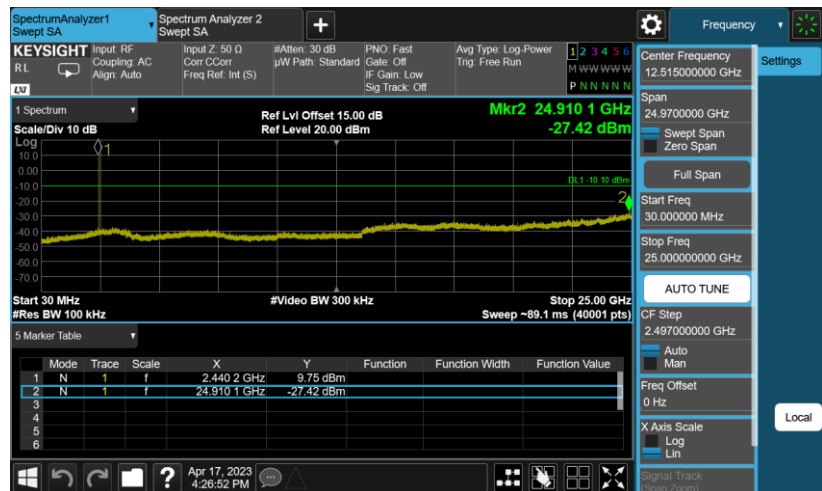 SpectrumAnalyzer1
Swept SA
Spectrum Analyzer 2
Swept SA
Frequency
KEYSIGHT
RL
LXI
Input: RF
Coupling: AC
Align: Auto
Input Z: 50 Ω
Corr CCorr
Freq Ref: Int (S)
#Atten: 30 dB
µW Path: Standard
PNO: Fast
Gate: Off
IF Gain: Low
Sig Track: Off
Avg Type: Log-Power
Trig: Free Run
1 2 3 4 5 6
M W W W W W
P N N N N N
Center Frequency
12.515000000 GHz
Settings
1 Spectrum
Scale/Div 10 dB
Ref Lvl Offset 15.00 dB
Ref Level 20.00 dBm
Mkr2 24.910 1 GHz
-27.42 dBm
Span
24.9700000 GHz
Swept Span
Zero Span
Full Span
Start Freq
30.000000 MHz
Stop Freq
25.000000000 GHz
AUTO TUNE
CF Step
2.497000000 GHz
Auto
Man
Freq Offset
0 Hz
X Axis Scale
Log
Lin
Signal Track
(Span Zoom)
Local
Log
10.0
0.00
-10.0
-20.0
-30.0
-40.0
-50.0
-60.0
-70.0
1
DL1 -10.10 dBm
2
Start 30 MHz
#Res BW 100 kHz
#Video BW 300 kHz
Stop 25.00 GHz
Sweep ~89.1 ms (40001 pts)
5 Marker Table
Mode Trace Scale X Y Function Function Width Function Value
1 N 1 f 2.440 2 GHz 9.75 dBm
2 N 1 f 24.910 1 GHz -27.42 dBm
3
4
5
6
?
Apr 17, 2023
4:26:52 PM